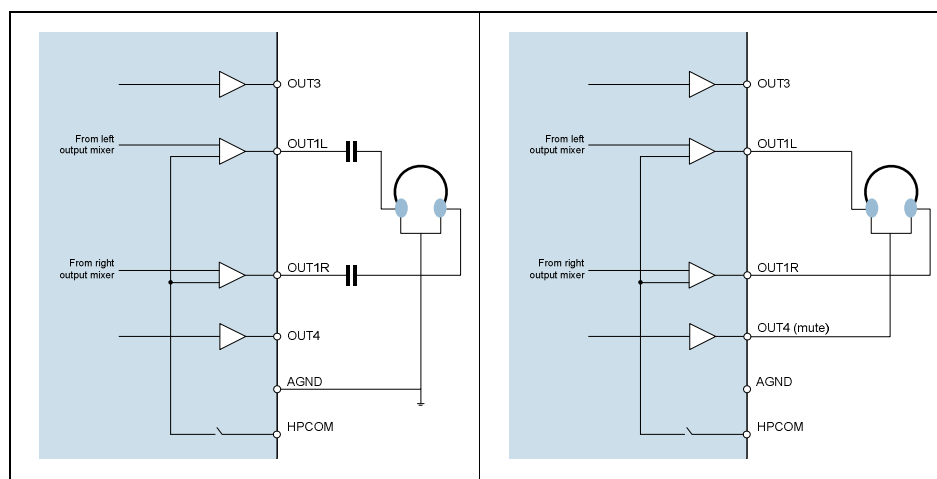 OUT3
From left
output mixer
OUT1L
From right
output mixer
OUT1R
OUT4
AGND
HPCOM
OUT3
From left
output mixer
OUT1L
From right
output mixer
OUT1R
OUT4 (mute)
AGND
HPCOM